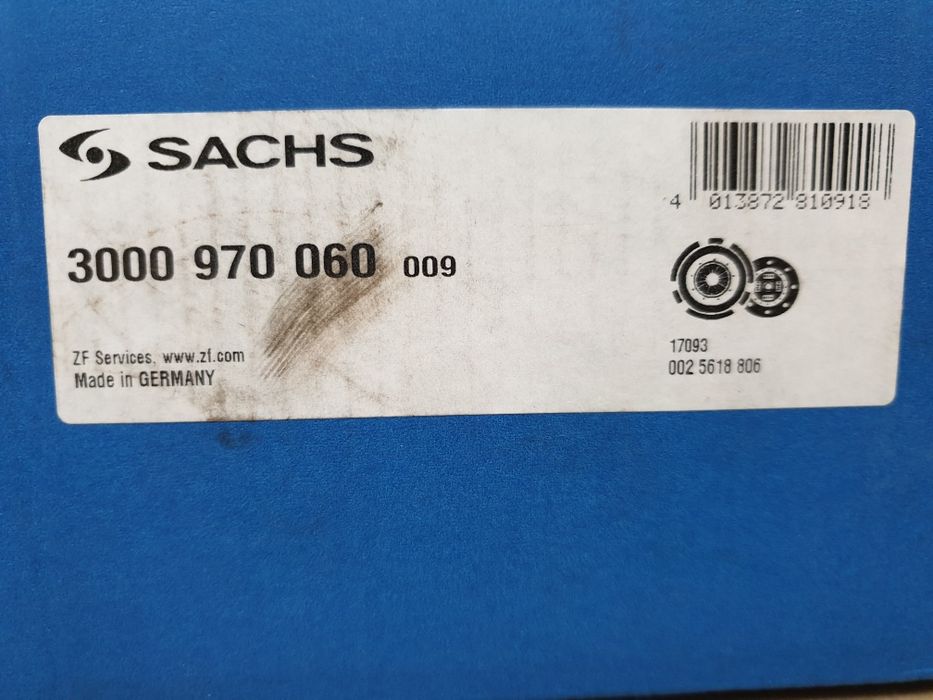 SACHS
4 013872 810918
3000 970 060 009
17093
002 5618 806
ZF Services, www.zf.com
Made in GERMANY